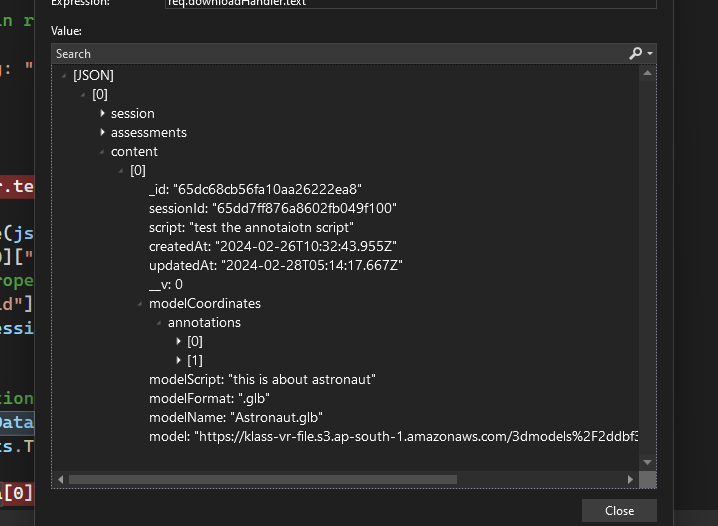 Expression:
req.downloadHandler.text
in r
Value:
Search
g: "
[JSON]
[0]
session
assessments
content
[0]
r.te
_id: "65dc68cb56fa10aa26222ea8"
sessionId: "65dd7ff876a8602fb049f100"
script: "test the annotaiotn script"
e(js
createdAt: "2024-02-26T10:32:43.955Z"
0]["
updatedAt: "2024-02-28T05:14:17.667Z"
rope
__v: 0
ld"]
modelCoordinates
essi
annotations
[0]
[1]
modelScript: "this is about astronaut"
tion
modelFormat: ".glb"
Data
modelName: "Astronaut.glb"
ts.T
model: "https://klass-vr-file.s3.ap-south-1.amazonaws.com/3dmodels%2F2ddbf3
a[0]
Close